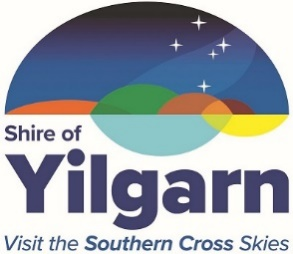 Shire of
Yilgarn
Visit the Southern Cross Skies